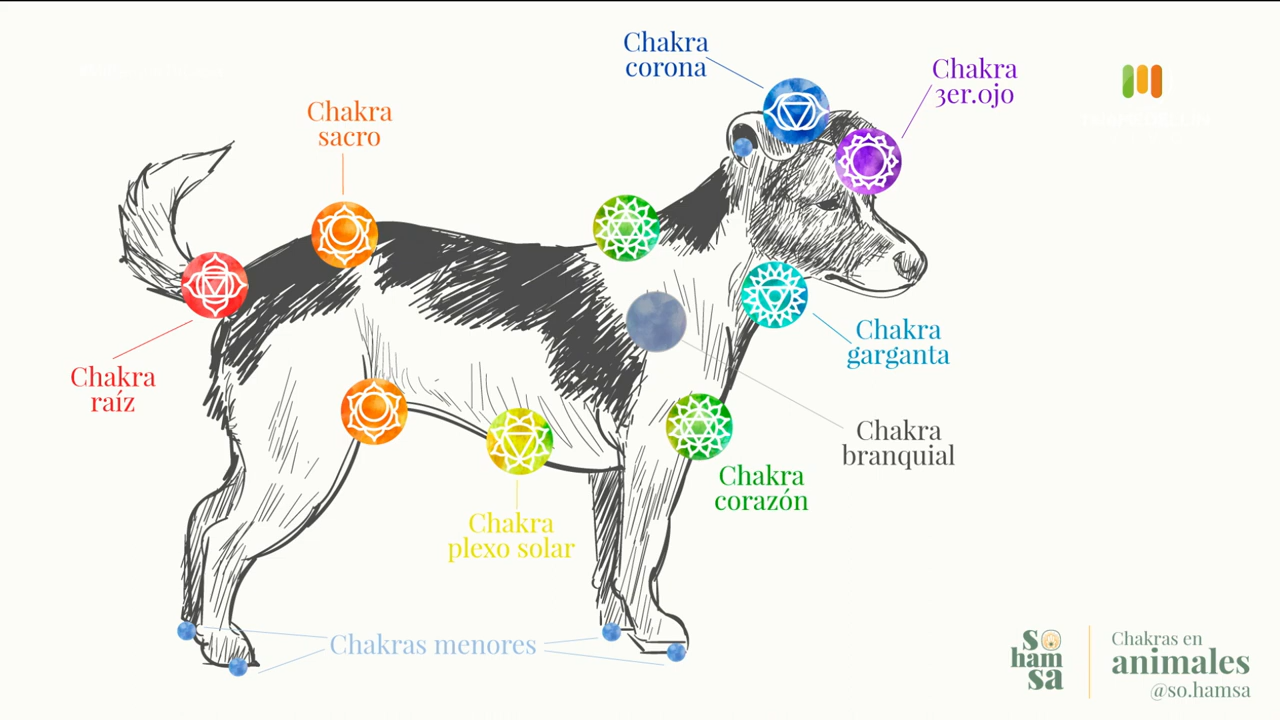 Chakra
corona
Chakra
3er.ojo
Chakra
sacro
Chakra
raíz
Chakra
garganta
Chakra
branquial
Chakra
corazón
Chakra
plexo solar
Chakras menores
so
ham
sa
Chakras en
animales
@so.hamsa